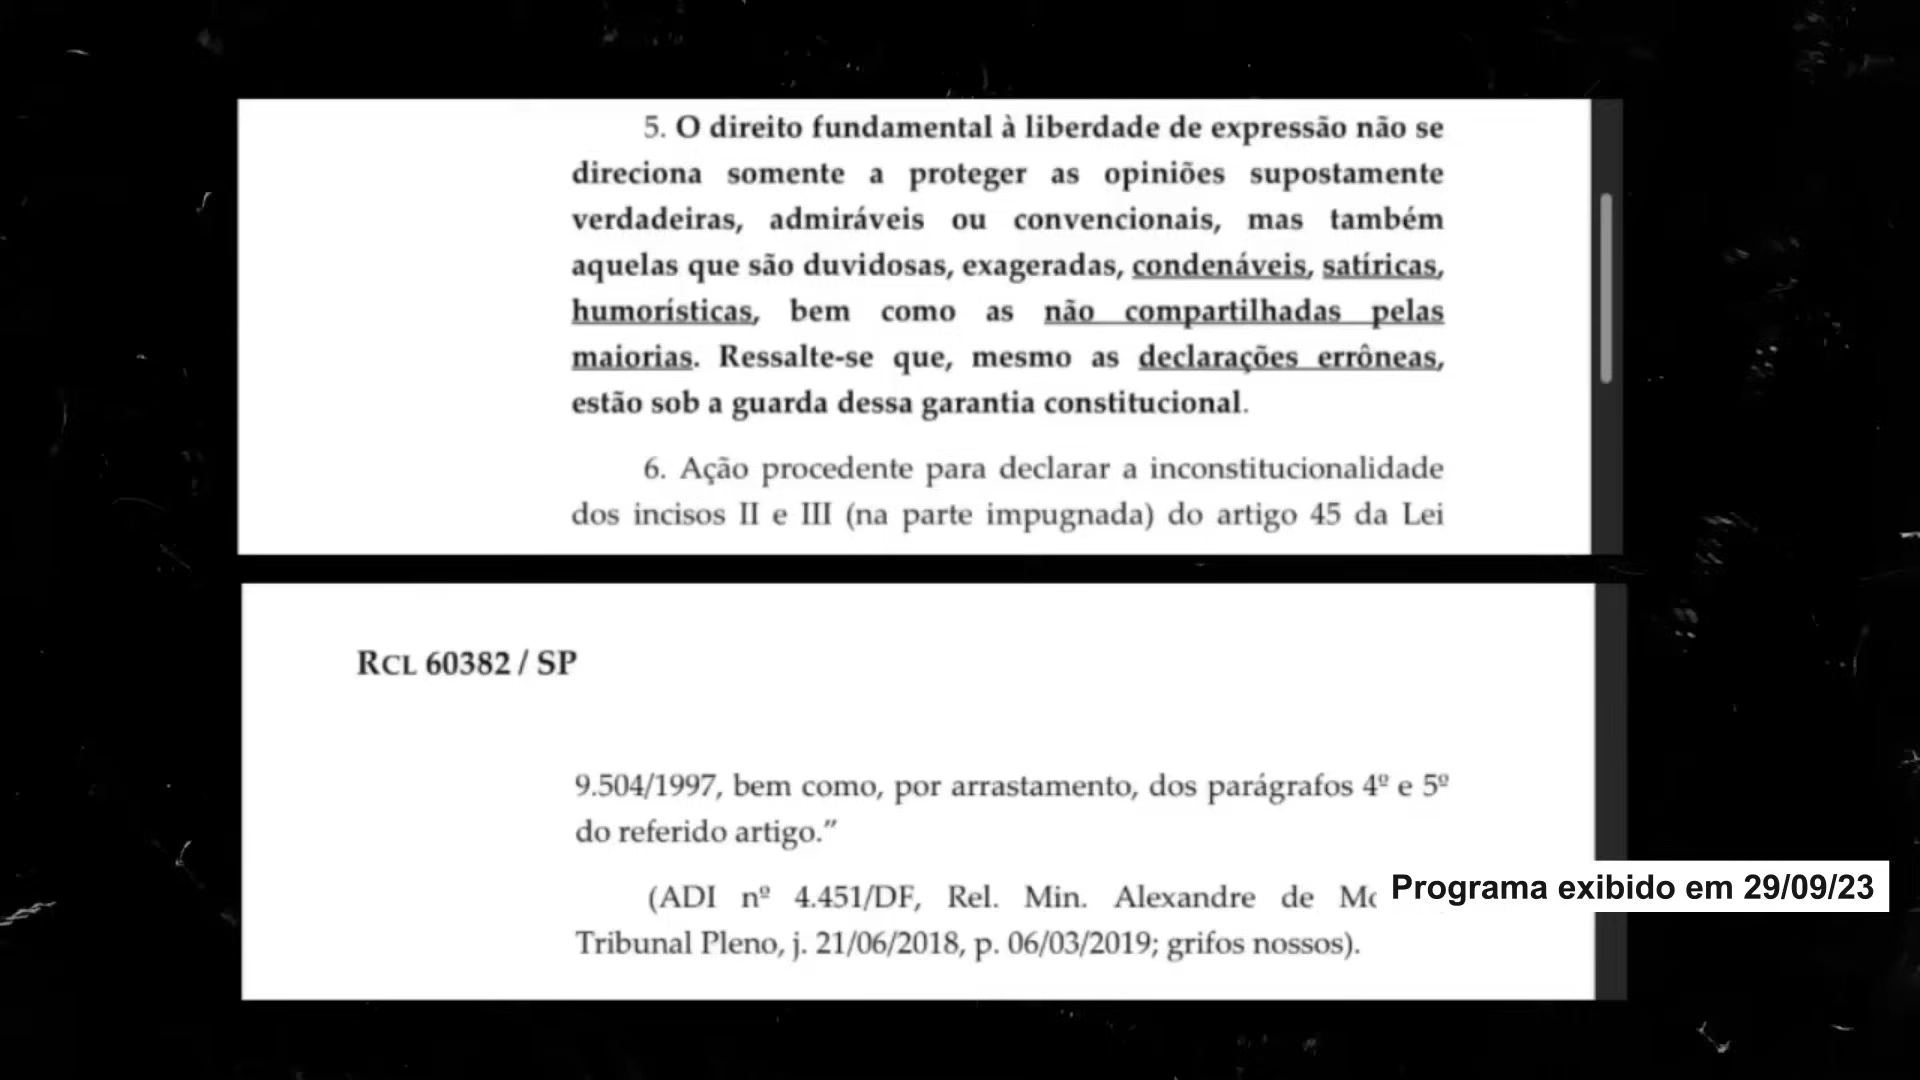 5. O direito fundamental à liberdade de expressão não se
direciona somente a proteger as opiniões supostamente
verdadeiras, admiráveis ou convencionais, mas também
aquelas que são duvidosas, exageradas, condenáveis, satíricas,
humorísticas, bem como as não compartilhadas pelas
maiorias. Ressalte-se que, mesmo as declarações errôneas,
estão sob a guarda dessa garantia constitucional.
6. Ação procedente para declarar a inconstitucionalidade
dos incisos II e III (na parte impugnada) do artigo 45 da Lei
RCL 60382 / SP
9.504/1997, bem como, por arrastamento, dos parágrafos 4º e 5º
do referido artigo.”
(ADI nº 4.451/DF, Rel. Min. Alexandre de
Programa exibido em 29/09/23
Tribunal Pleno, j. 21/06/2018, p. 06/03/2019; grifos nossos).